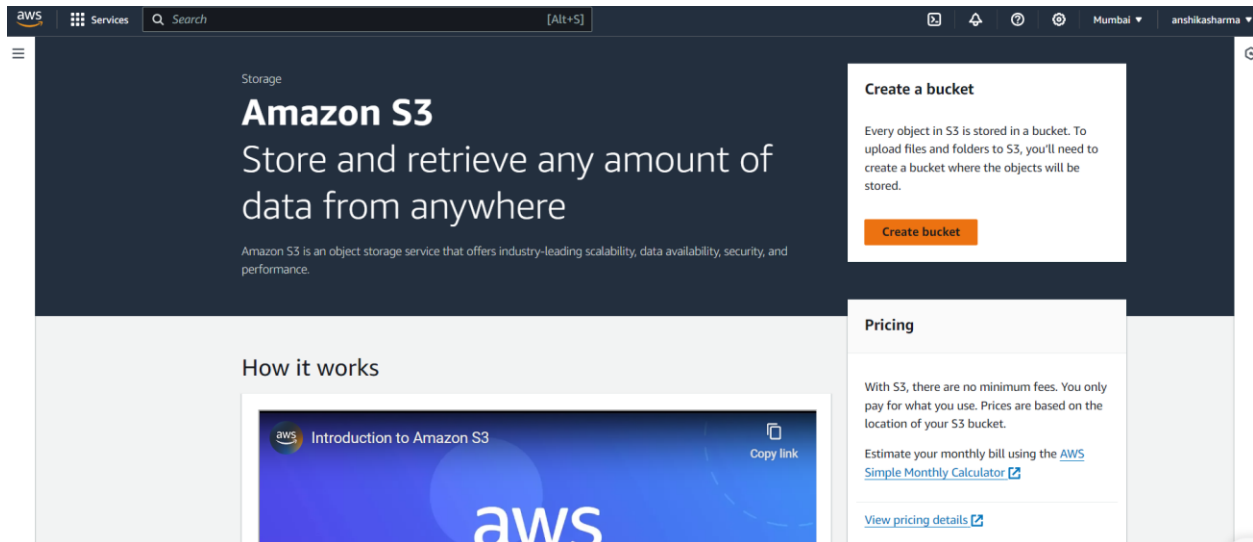 aws
Services
Search
[Alt+S]
Mumbai
anshikasharma
Storage
Amazon S3
Store and retrieve any amount of
data from anywhere
Amazon S3 is an object storage service that offers industry-leading scalability, data availability, security, and
performance.
Create a bucket
Every object in S3 is stored in a bucket. To
upload files and folders to S3, you'll need to
create a bucket where the objects will be
stored.
Create bucket
How it works
aws
Introduction to Amazon S3
Copy link
aws
Pricing
With S3, there are no minimum fees. You only
pay for what you use. Prices are based on the
location of your S3 bucket.
Estimate your monthly bill using the AWS
Simple Monthly Calculator
View pricing details